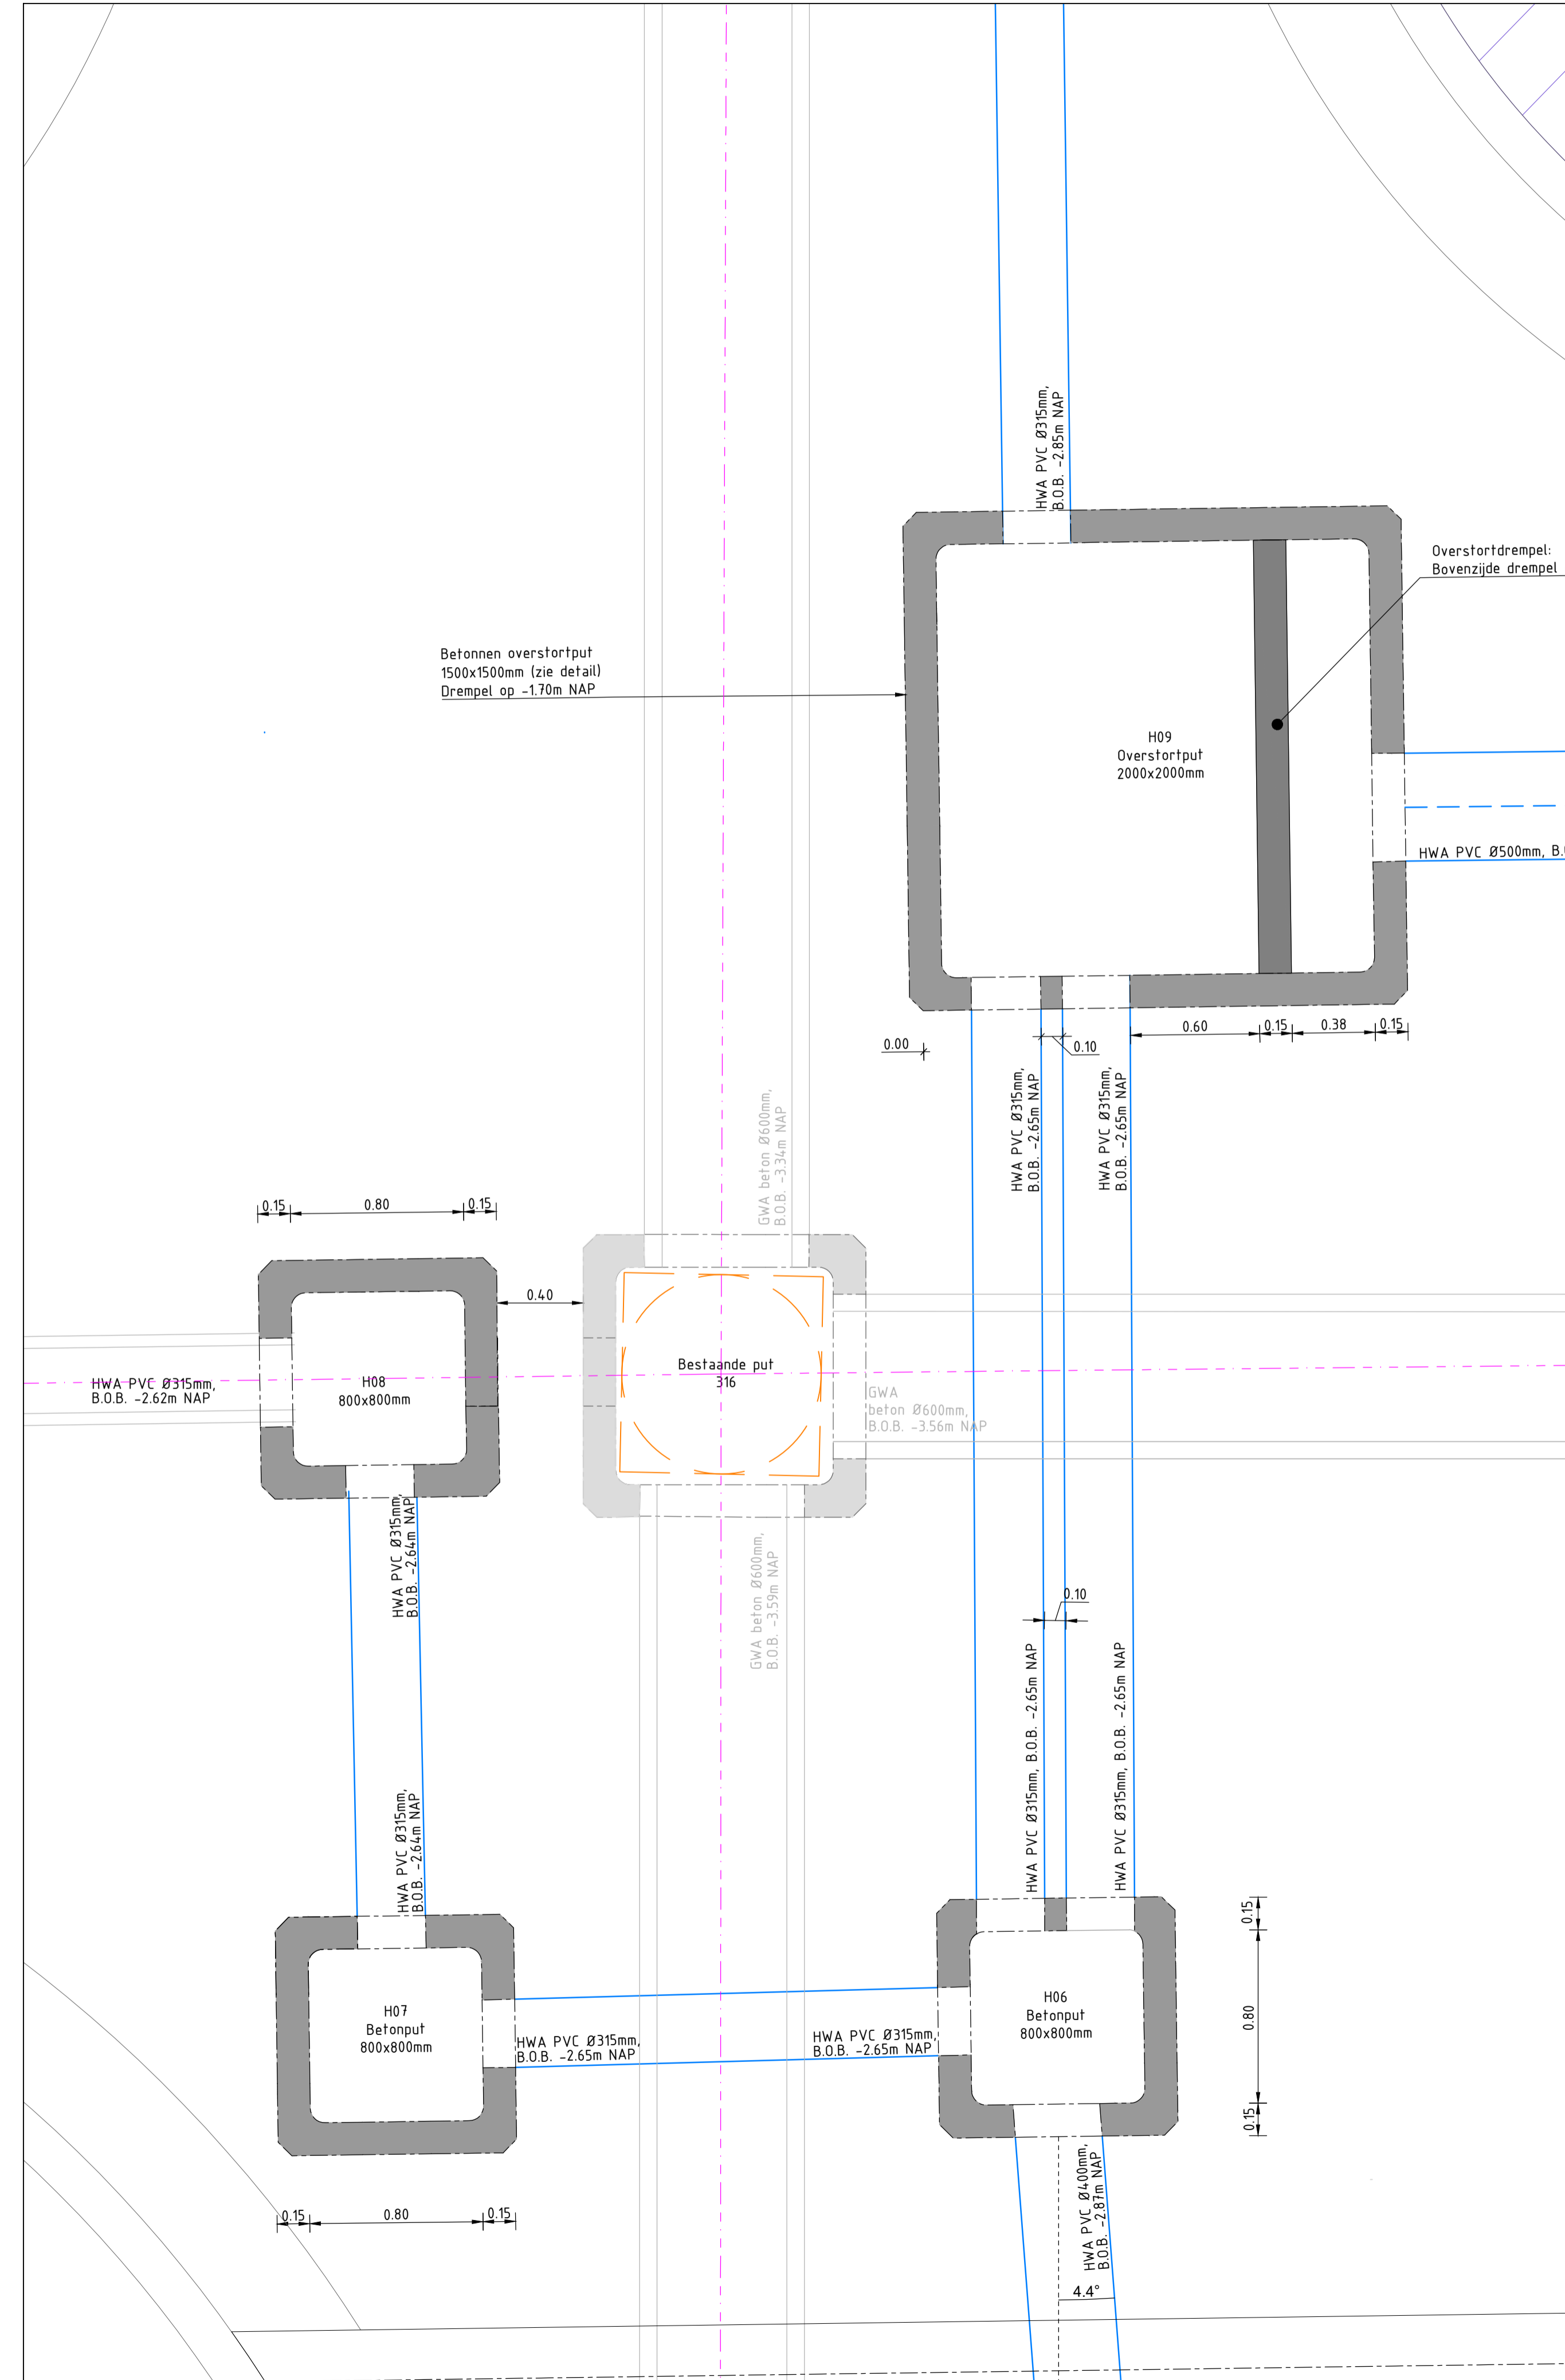 HWA PVC Ø315mm,
B.O.B. -2.85m NAP
Overstortdrempel:
Bovenzijde drempel
Betonnen overstortput
1500x1500mm (zie detail)
Drempel op -1.70m NAP
H09
Overstortput
2000x2000mm
HWA PVC Ø500mm, B.
0.60
0.15
0.38
0.15
0.00
0.10
HWA PVC Ø315mm,
B.O.B. -2.65m NAP
HWA PVC Ø315mm,
B.O.B. -2.65m NAP
GWA beton Ø600mm,
B.O.B. -3.34m NAP
0.15
0.80
0.15
0.40
Bestaande put
316
H08
800x800mm
HWA PVC Ø315mm,
B.O.B. -2.62m NAP
GWA
beton Ø600mm,
B.O.B. -3.56m NAP
HWA PVC Ø315mm,
B.O.B. -2.64m NAP
GWA beton Ø600mm,
B.O.B. -3.59m NAP
0.10
HWA PVC Ø315mm, B.O.B. -2.65m NAP
HWA PVC Ø315mm, B.O.B. -2.65m NAP
HWA PVC Ø315mm,
B.O.B. -2.64m NAP
0.15
0.80
0.15
H07
Betonput
800x800mm
HWA PVC Ø315mm,
B.O.B. -2.65m NAP
HWA PVC Ø315mm,
B.O.B. -2.65m NAP
H06
Betonput
800x800mm
HWA PVC Ø400mm,
B.O.B. -2.87m NAP
0.15
0.80
0.15
4.4°